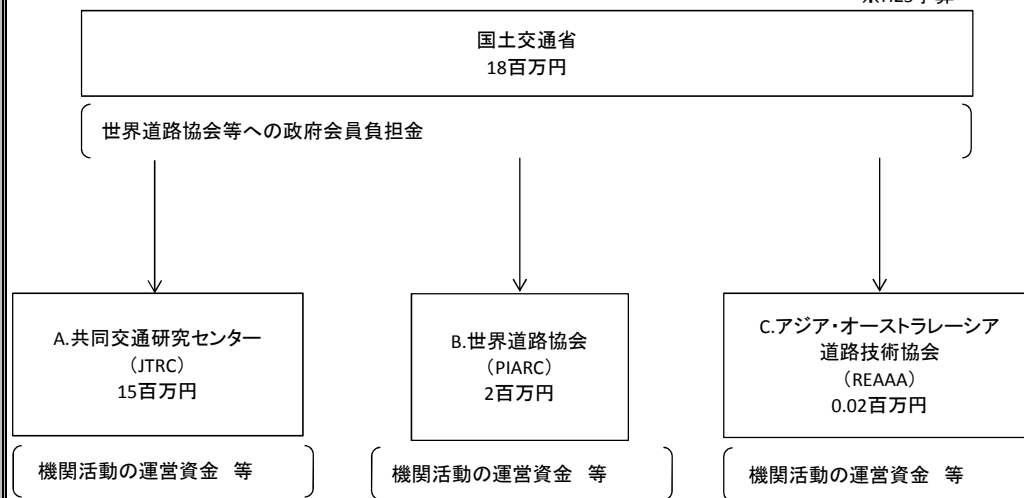 国土交通省
18百万円
世界道路協会等への政府会員負担金
A.共同交通研究センター
(JTRC)
15百万円
機関活動の運営資金 等
B.世界道路協会
(PIARC)
2百万円
機関活動の運営資金 等
C.アジア・オーストラレーシア
道路技術協会
(REAAA)
0.02百万円
機関活動の運営資金 等